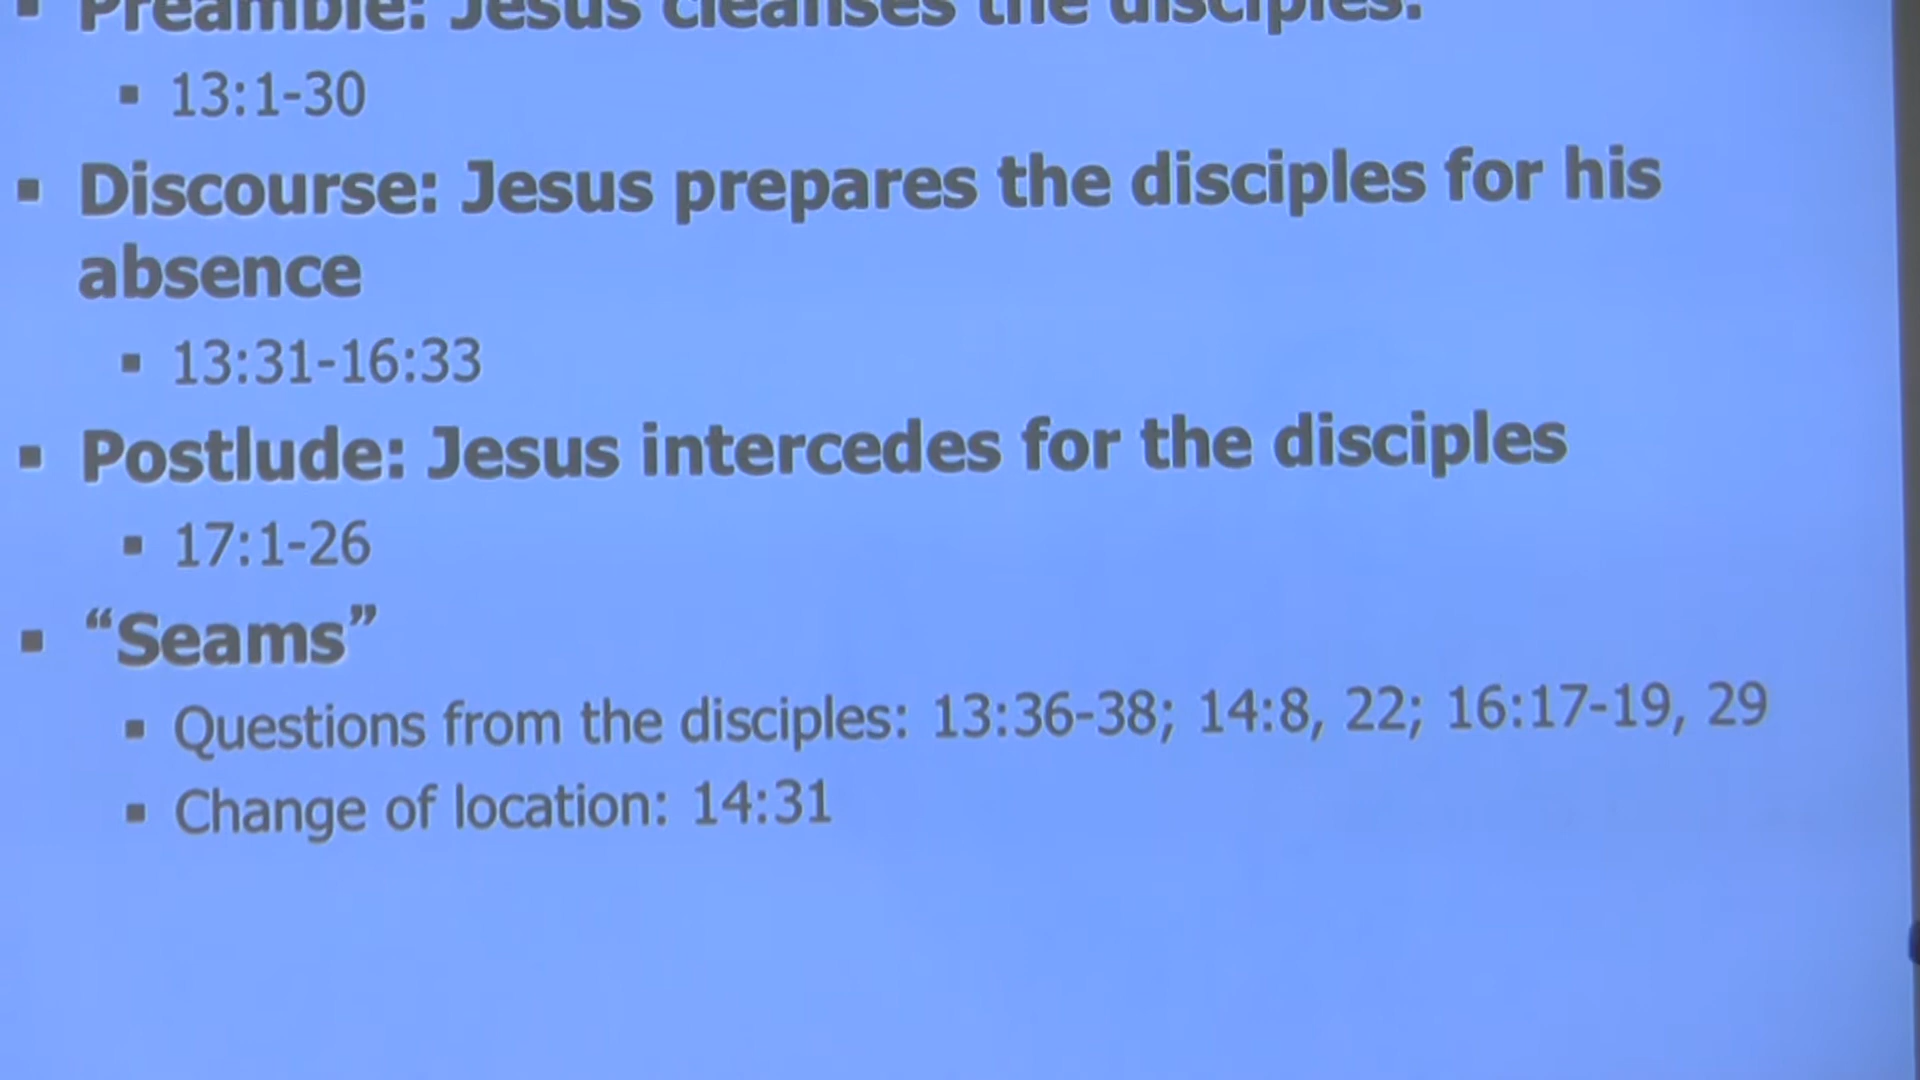 ▪ Preamble: Jesus cleanses the disciples.
▪ 13:1-30
▪ Discourse: Jesus prepares the disciples for his
absence
▪ 13:31-16:33
▪ Postlude: Jesus intercedes for the disciples
▪ 17:1-26
▪ “Seams”
▪ Questions from the disciples: 13:36-38; 14:8, 22; 16:17-19, 29
▪ Change of location: 14:31